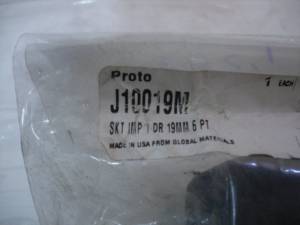 Proto
1 EACH
J10019M
SKT IMP 1 DR 19MM 6 PT
MADE IN USA FROM GLOBAL MATERIALS